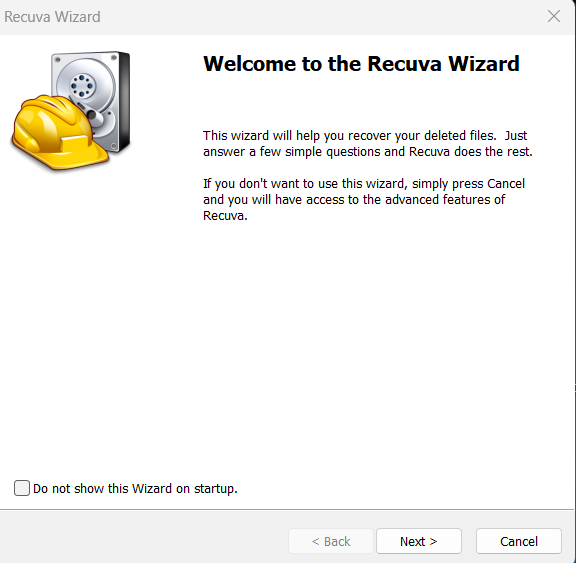 Recuva Wizard
Welcome to the Recuva Wizard
This wizard will help you recover your deleted files.  Just
answer a few simple questions and Recuva does the rest.
If you don't want to use this wizard, simply press Cancel
and you will have access to the advanced features of
Recuva.
Do not show this Wizard on startup.
< Back
Next >
Cancel